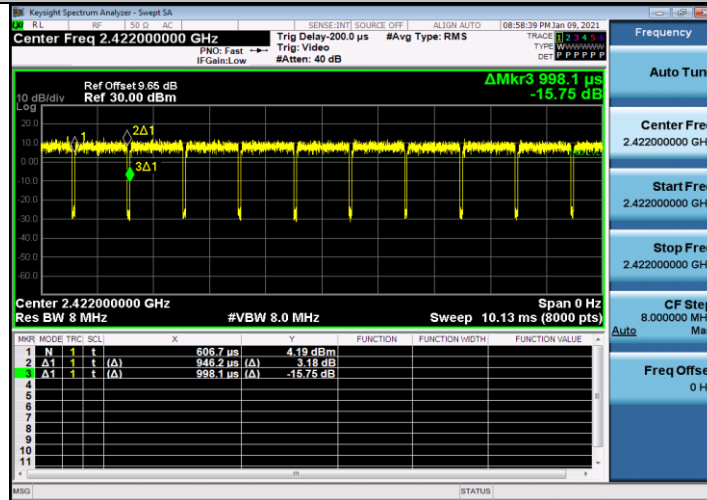 Keysight Spectrum Analyzer - Swept SA
RL RF 50 Ω AC SENSE:INT SOURCE OFF ALIGN AUTO 08:58:39 PM Jan 09, 2021
Center Freq 2.422000000 GHz
PNO: Fast
IFGain:Low
Trig Delay-200.0 µs
Trig: Video
#Atten: 40 dB
#Avg Type: RMS
TRACE 1 2 3 4 5 6
TYPE WWWWWW
DET P P P P P P
Ref Offset 9.65 dB
10 dB/div Ref 30.00 dBm
Log
ΔMkr3 998.1 µs
-15.75 dB
20.0
10.0
0.00
-10.0
-20.0
-30.0
-40.0
-50.0
-60.0
1
2Δ1
3Δ1
Center 2.422000000 GHz Span 0 Hz
Res BW 8 MHz #VBW 8.0 MHz Sweep 10.13 ms (8000 pts)
MKR MODE TRC SCL X Y FUNCTION FUNCTION WIDTH FUNCTION VALUE
1 N 1 t 606.7 µs 4.19 dBm
2 Δ1 1 t (Δ) 946.2 µs (Δ) 3.18 dB
3 Δ1 1 t (Δ) 998.1 µs (Δ) -15.75 dB
4
5
6
7
8
9
10
11
MSG STATUS
Frequency
Auto Tun
Center Fre
2.422000000 GH
Start Fre
2.422000000 GH
Stop Fre
2.422000000 GH
CF Ste
8.000000 MH
Auto Ma
Freq Offse
0 H